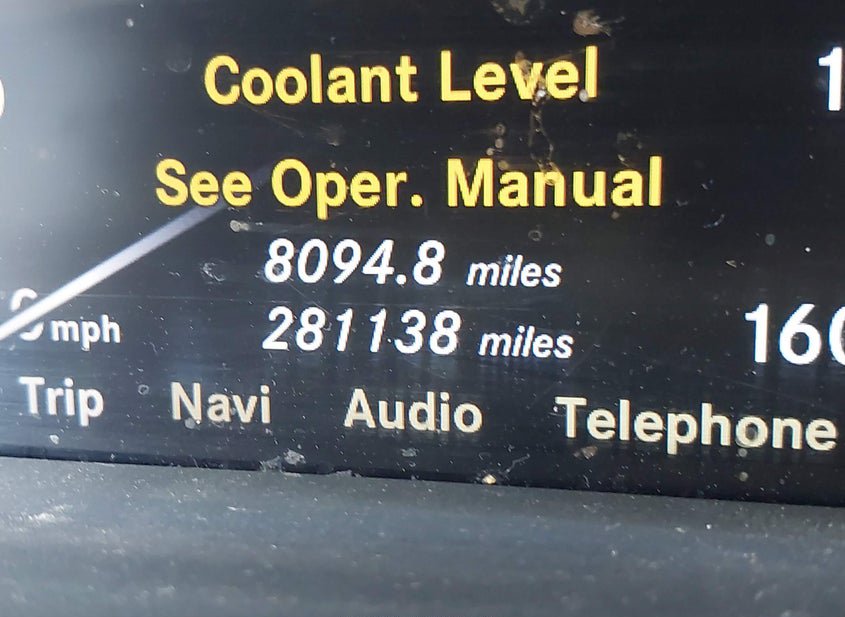 Coolant Level
See Oper. Manual
8094.8 miles
mph 281138 miles
Trip Navi Audio Telephone